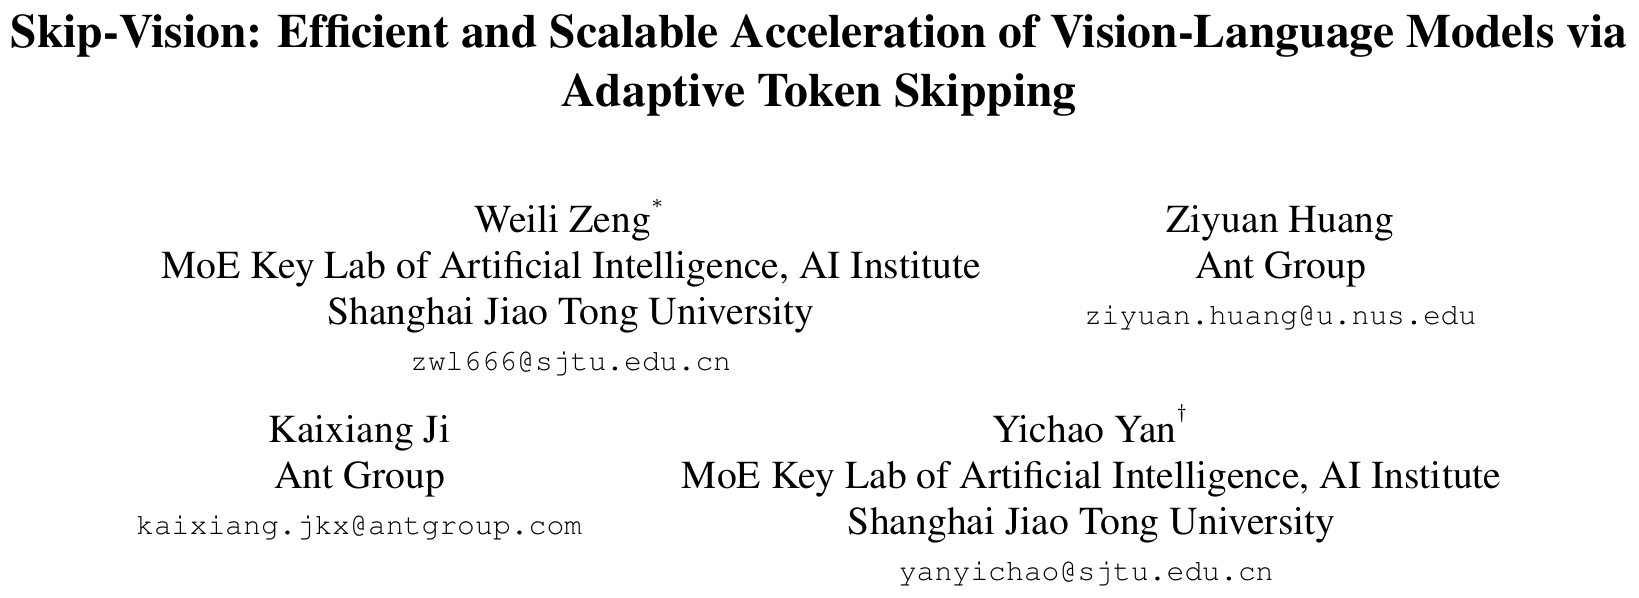 Skip-Vision: Efficient and Scalable Acceleration of Vision-Language Models via
Adaptive Token Skipping
Weili Zeng*
MoE Key Lab of Artificial Intelligence, AI Institute
Shanghai Jiao Tong University
zwl666@sjtu.edu.cn
Ziyuan Huang
Ant Group
ziyuan.huang@u.nus.edu
Kaixiang Ji
Ant Group
kaixiang.jkx@antgroup.com
Yichao Yan†
MoE Key Lab of Artificial Intelligence, AI Institute
Shanghai Jiao Tong University
yanyichao@sjtu.edu.cn